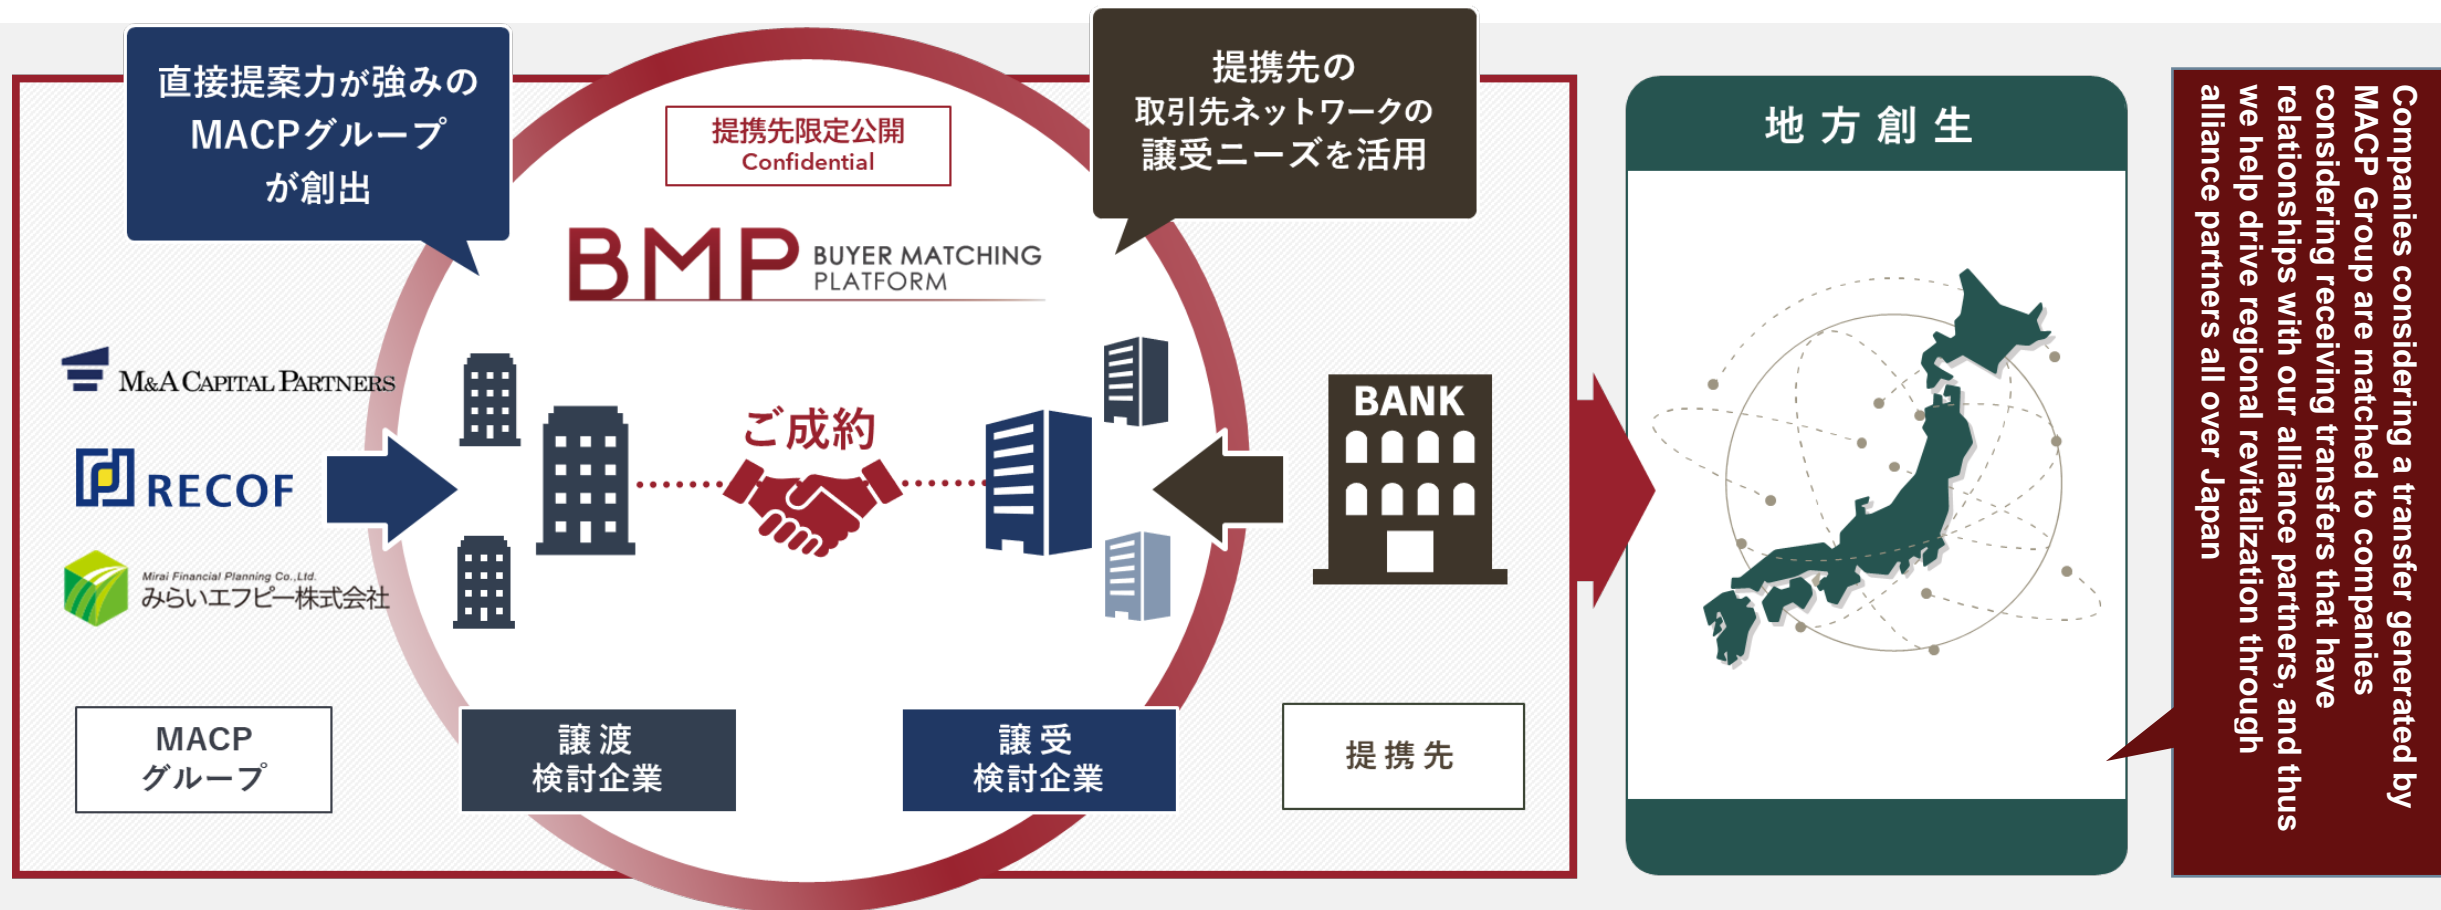 直接提案力が強みの
MACPグループ
が創出
提携先限定公開
Confidential
提携先の
取引先ネットワークの
譲受ニーズを活用
BMP BUYER MATCHING
PLATFORM
M&A CAPITAL PARTNERS
RECOF
Mirai Financial Planning Co.,Ltd.
みらいエフピー株式会社
ご成約
BANK
MACP
グループ
譲渡
検討企業
譲受
検討企業
提携先
地方創生
Companies considering a transfer generated by
MACP Group are matched to companies
considering receiving transfers that have
relationships with our alliance partners, and thus
we help drive regional revitalization through
alliance partners all over Japan